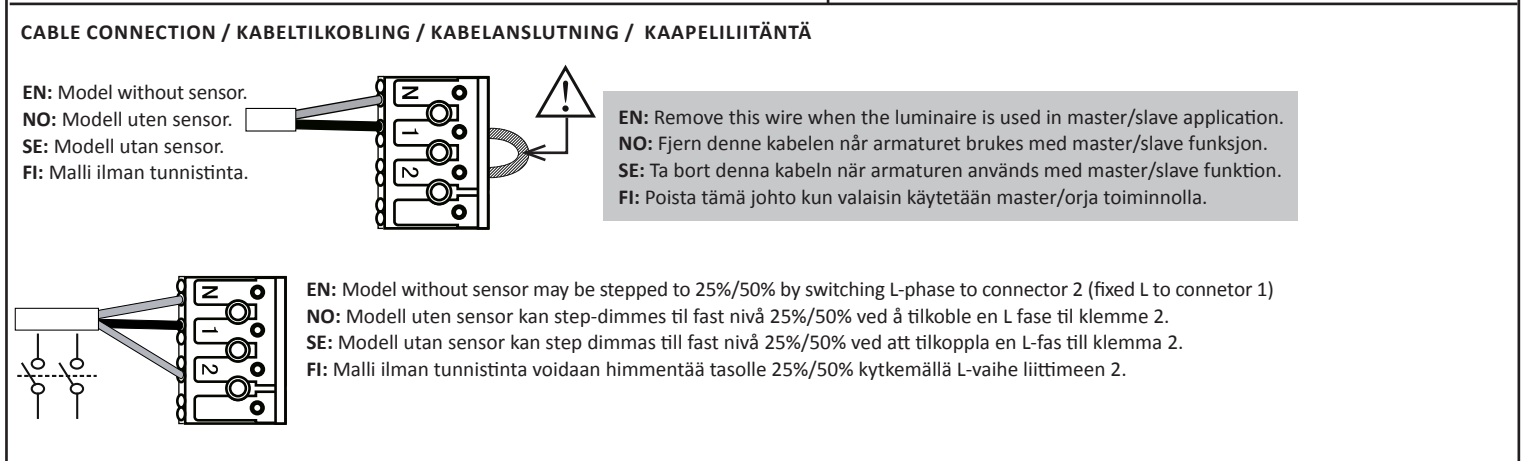 CABLE CONNECTION / KABELTILKOBLING / KABELANSLUTNING / KAAPELILIITÄNTÄ
EN: Model without sensor.
NO: Modell uten sensor.
SE: Modell utan sensor.
FI: Malli ilman tunnistinta.
N
1
2
!
EN: Remove this wire when the luminaire is used in master/slave application.
NO: Fjern denne kabelen når armaturet brukes med master/slave funksjon.
SE: Ta bort denna kabeln när armaturen används med master/slave funktion.
FI: Poista tämä johto kun valaisin käytetään master/orja toiminnolla.
N
1
2
EN: Model without sensor may be stepped to 25%/50% by switching L-phase to connector 2 (fixed L to connetor 1)
NO: Modell uten sensor kan step-dimmes til fast nivå 25%/50% ved å tilkoble en L fase til klemme 2.
SE: Modell utan sensor kan step dimmas till fast nivå 25%/50% ved att tilkoppla en L-fas till klemma 2.
FI: Malli ilman tunnistinta voidaan himmentää tasolle 25%/50% kytkemällä L-vaihe liittimeen 2.